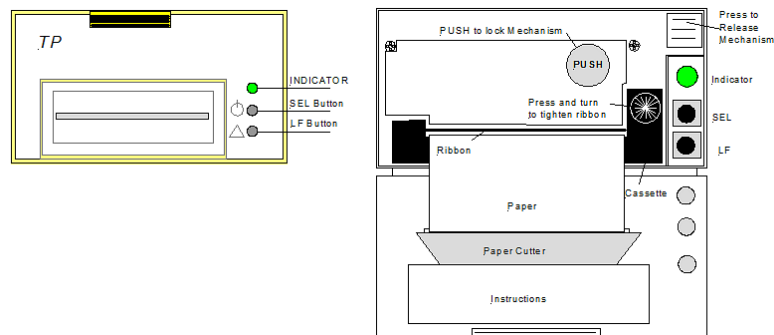 TP
INDICATOR
SEL Button
LF Button
PUSH to lock Mechanism
PUSH
Press to
Release
Mechanism
Indicator
Press and turn
to tighten ribbon
SEL
LF
Ribbon
Cassette
Paper
Paper Cutter
Instructions